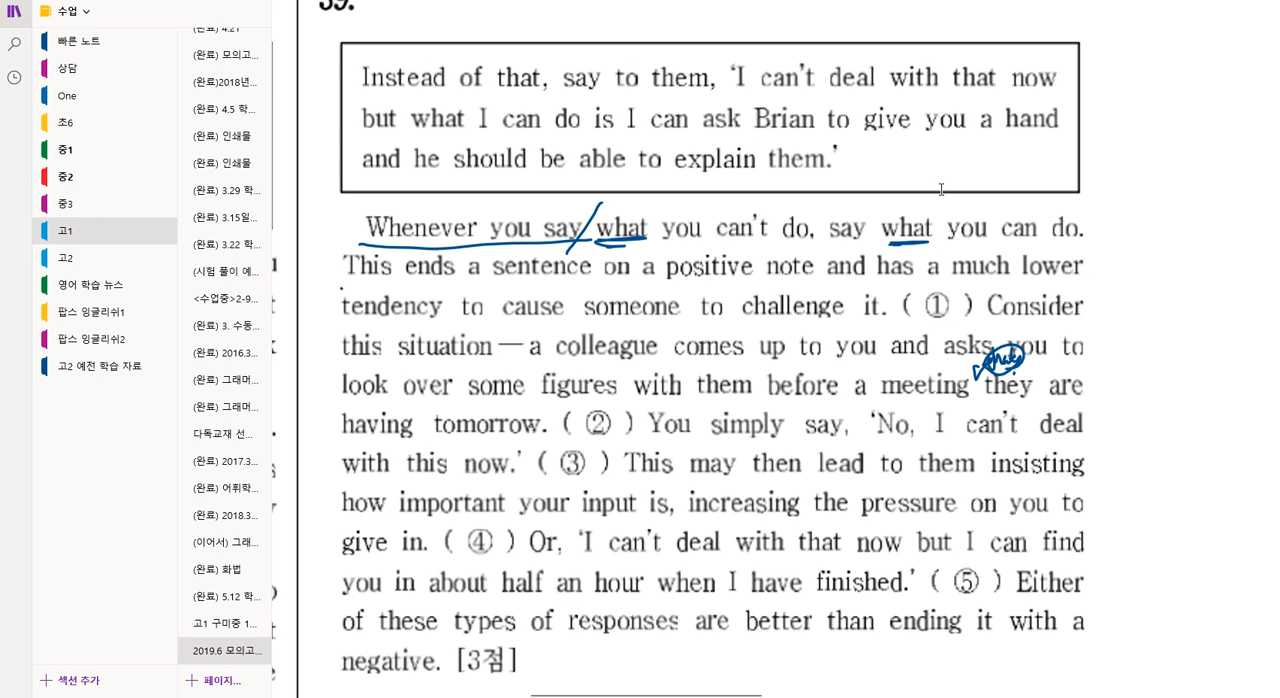 수업
빠른 노트
상담
One
초6
중1
중2
중3
고1
고2
영어 학습 뉴스
팝스 잉글리쉬1
팝스 잉글리쉬2
고2 예전 학습 자료
섹션 추가
(완료) 4.21
(완료) 모의고...
(완료)2018년...
(완료) 4.5 학...
(완료) 인쇄물
(완료) 인쇄물
(완료) 3.29 학...
(완료) 3.15일...
(완료) 3.22 학...
(시험 풀이 예...
<수업중>2-9...
(완료) 3. 수동...
(완료) 2016.3...
(완료) 그래머...
(완료) 그래머...
다독교재 선...
(완료) 2017.3...
(완료) 어휘학...
(완료) 2018.3...
(이어서) 그래...
(완료) 화법
(완료) 5.12 학...
고1 구미중 1...
2019.6 모의고...
페이지...
39.
Instead of that, say to them, ‘I can’t deal with that now
but what I can do is I can ask Brian to give you a hand
and he should be able to explain them.’
Whenever you say what you can’t do, say what you can do.
This ends a sentence on a positive note and has a much lower
tendency to cause someone to challenge it. ( ① ) Consider
this situation — a colleague comes up to you and asks you to
look over some figures with them before a meeting they are
having tomorrow. ( ② ) You simply say, ‘No, I can’t deal
with this now.’ ( ③ ) This may then lead to them insisting
how important your input is, increasing the pressure on you to
give in. ( ④ ) Or, ‘I can’t deal with that now but I can find
you in about half an hour when I have finished.’ ( ⑤ ) Either
of these types of responses are better than ending it with a
negative. [3점]